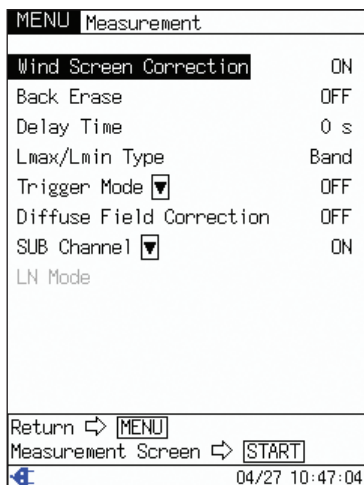 MENU Measurement
Wind Screen Correction ON
Back Erase OFF
Delay Time 0 s
Lmax/Lmin Type Band
Trigger Mode ▼ OFF
Diffuse Field Correction OFF
SUB Channel ▼ ON
LN Mode
Return ⇨ MENU
Measurement Screen ⇨ START
04/27 10:47:04